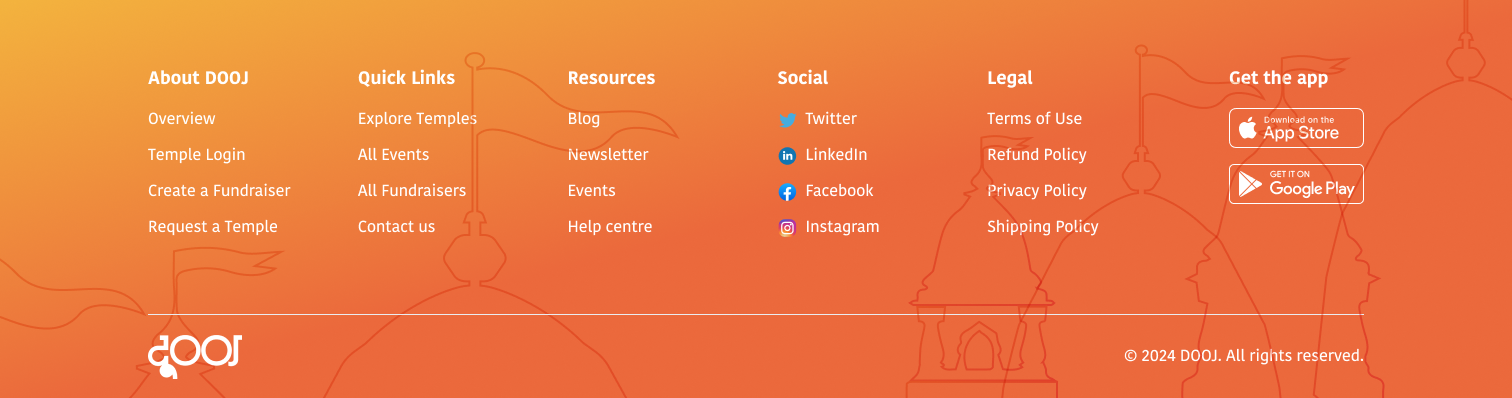 About DOOJ
Overview
Temple Login
Create a Fundraiser
Request a Temple
Quick Links
Explore Temples
All Events
All Fundraisers
Contact us
Resources
Blog
Newsletter
Events
Help centre
Social
Twitter
LinkedIn
Facebook
Instagram
Legal
Terms of Use
Refund Policy
Privacy Policy
Shipping Policy
Get the app
Download on the
App Store
GET IT ON
Google Play
dooj
© 2024 DOOJ. All rights reserved.